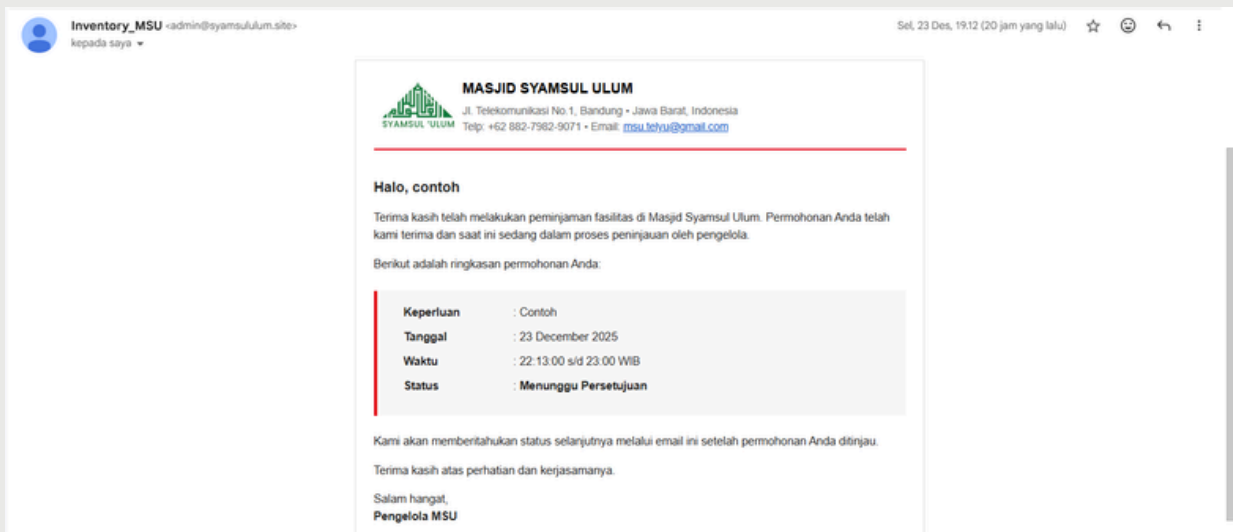 Inventory_MSU <admin@syamsululum.site>
Sel, 23 Des, 19.12 (20 jam yang lalu)
kepada saya
SYAMSUL 'ULUM
MASJID SYAMSUL ULUM
Jl. Telekomunikasi No.1, Bandung • Jawa Barat, Indonesia
Telp: +62 882-7982-9071 • Email: msu.telyu@gmail.com
Halo, contoh
Terima kasih telah melakukan peminjaman fasilitas di Masjid Syamsul Ulum. Permohonan Anda telah
kami terima dan saat ini sedang dalam proses peninjauan oleh pengelola.
Berikut adalah ringkasan permohonan Anda:
Keperluan : Contoh
Tanggal : 23 December 2025
Waktu : 22:13:00 s/d 23:00 WIB
Status : Menunggu Persetujuan
Kami akan memberitahukan status selanjutnya melalui email ini setelah permohonan Anda ditinjau.
Terima kasih atas perhatian dan kerjasamanya.
Salam hangat,
Pengelola MSU